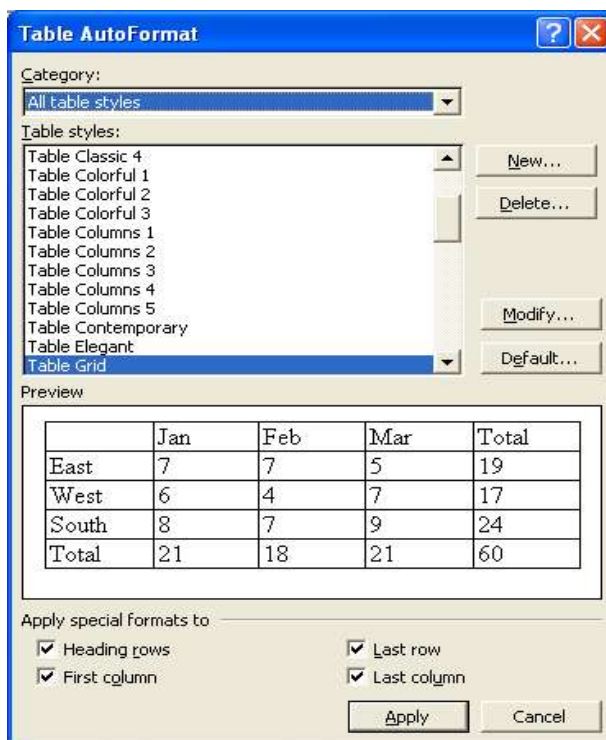 Table AutoFormat ?
Category:
All table styles
Table styles:
Table Classic 4
Table Colorful 1
Table Colorful 2
Table Colorful 3
Table Columns 1
Table Columns 2
Table Columns 3
Table Columns 4
Table Columns 5
Table Contemporary
Table Elegant
Table Grid
New...
Delete...
Modify...
Default...
Preview
Jan Feb Mar Total
East 7 7 5 19
West 6 4 7 17
South 8 7 9 24
Total 21 18 21 60
Apply special formats to
Heading rows Last row
First column Last column
Apply Cancel